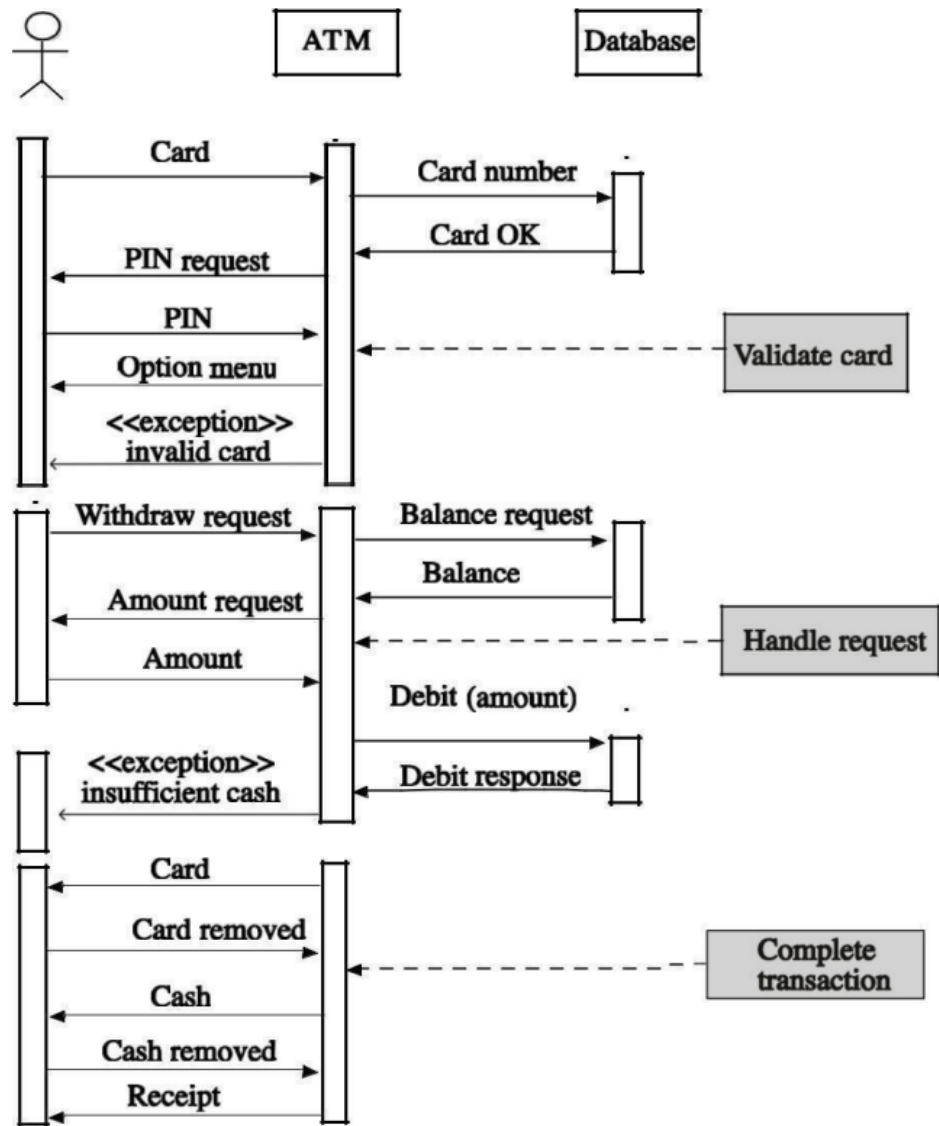 ATM
Database
Card
Card number
Card OK
PIN request
PIN
Validate card
Option menu
<<exception>>
invalid card
Withdraw request
Balance request
Balance
Amount request
Handle request
Amount
Debit (amount)
<<exception>>
insufficient cash
Debit response
Card
Card removed
Complete
transaction
Cash
Cash removed
Receipt